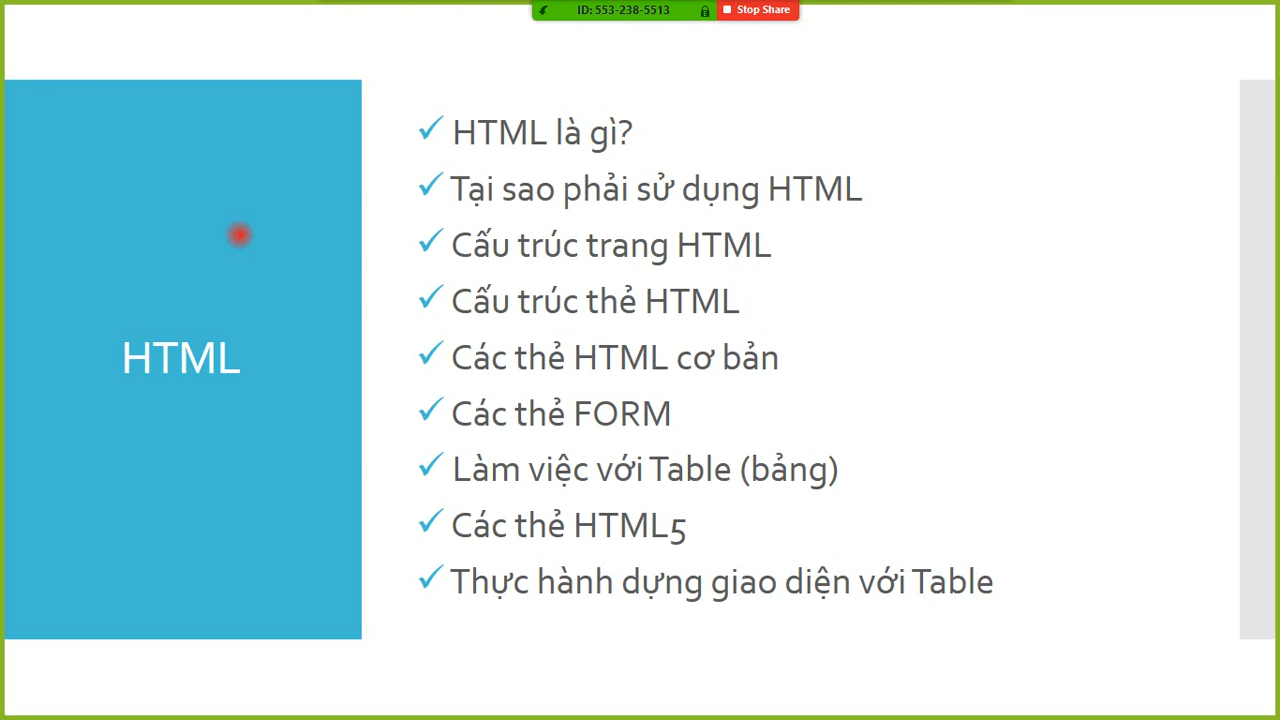 ID: 553-238-5513
Stop Share
HTML
HTML là gì?
Tại sao phải sử dụng HTML
Cấu trúc trang HTML
Cấu trúc thẻ HTML
Các thẻ HTML cơ bản
Các thẻ FORM
Làm việc với Table (bảng)
Các thẻ HTML5
Thực hành dựng giao diện với Table